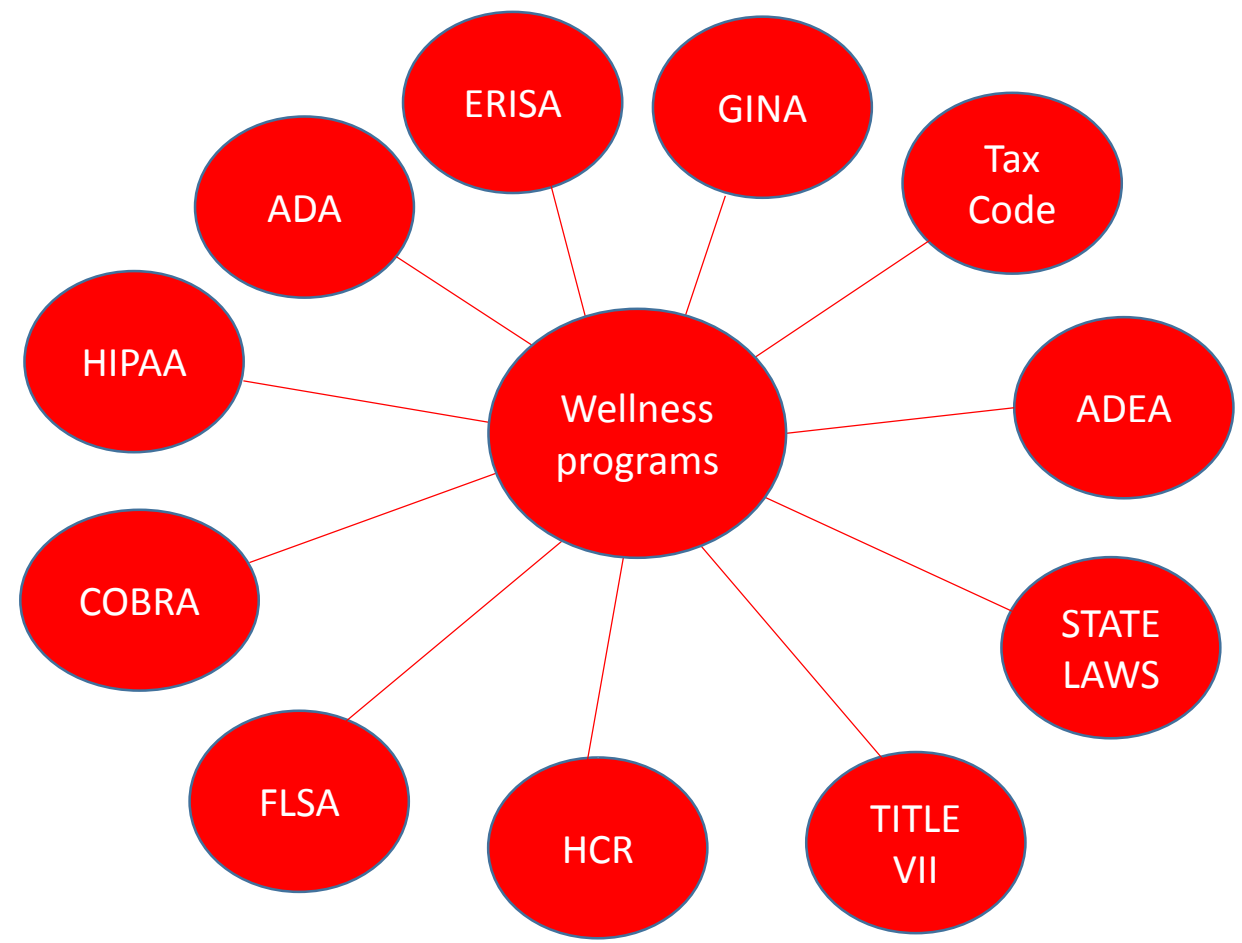 ERISA
GINA
Tax
Code
ADA
HIPAA
Wellness
programs
ADEA
COBRA
STATE
LAWS
FLSA
HCR
TITLE
VII